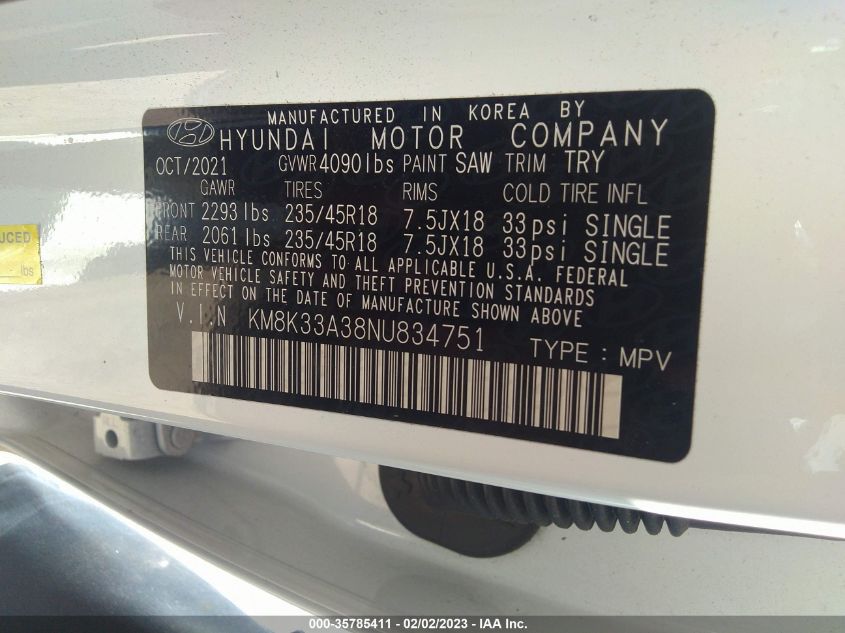 MANUFACTURED IN KOREA BY
HYUNDAI MOTOR COMPANY
OCT/2021 GVWR 4090 lbs PAINT SAW TRIM TRY
GAWR TIRES RIMS COLD TIRE INFL
FRONT 2293 lbs 235/45R18 7.5JX18 33psi SINGLE
REAR 2061 lbs 235/45R18 7.5JX18 33psi SINGLE
THIS VEHICLE CONFORMS TO ALL APPLICABLE U.S.A. FEDERAL
MOTOR VEHICLE SAFETY AND THEFT PREVENTION STANDARDS
IN EFFECT ON THE DATE OF MANUFACTURE SHOWN ABOVE
V.I.N KM8K33A38NU834751 TYPE : MPV
UCED
lbs
000-35785411 - 02/02/2023 - IAA Inc.